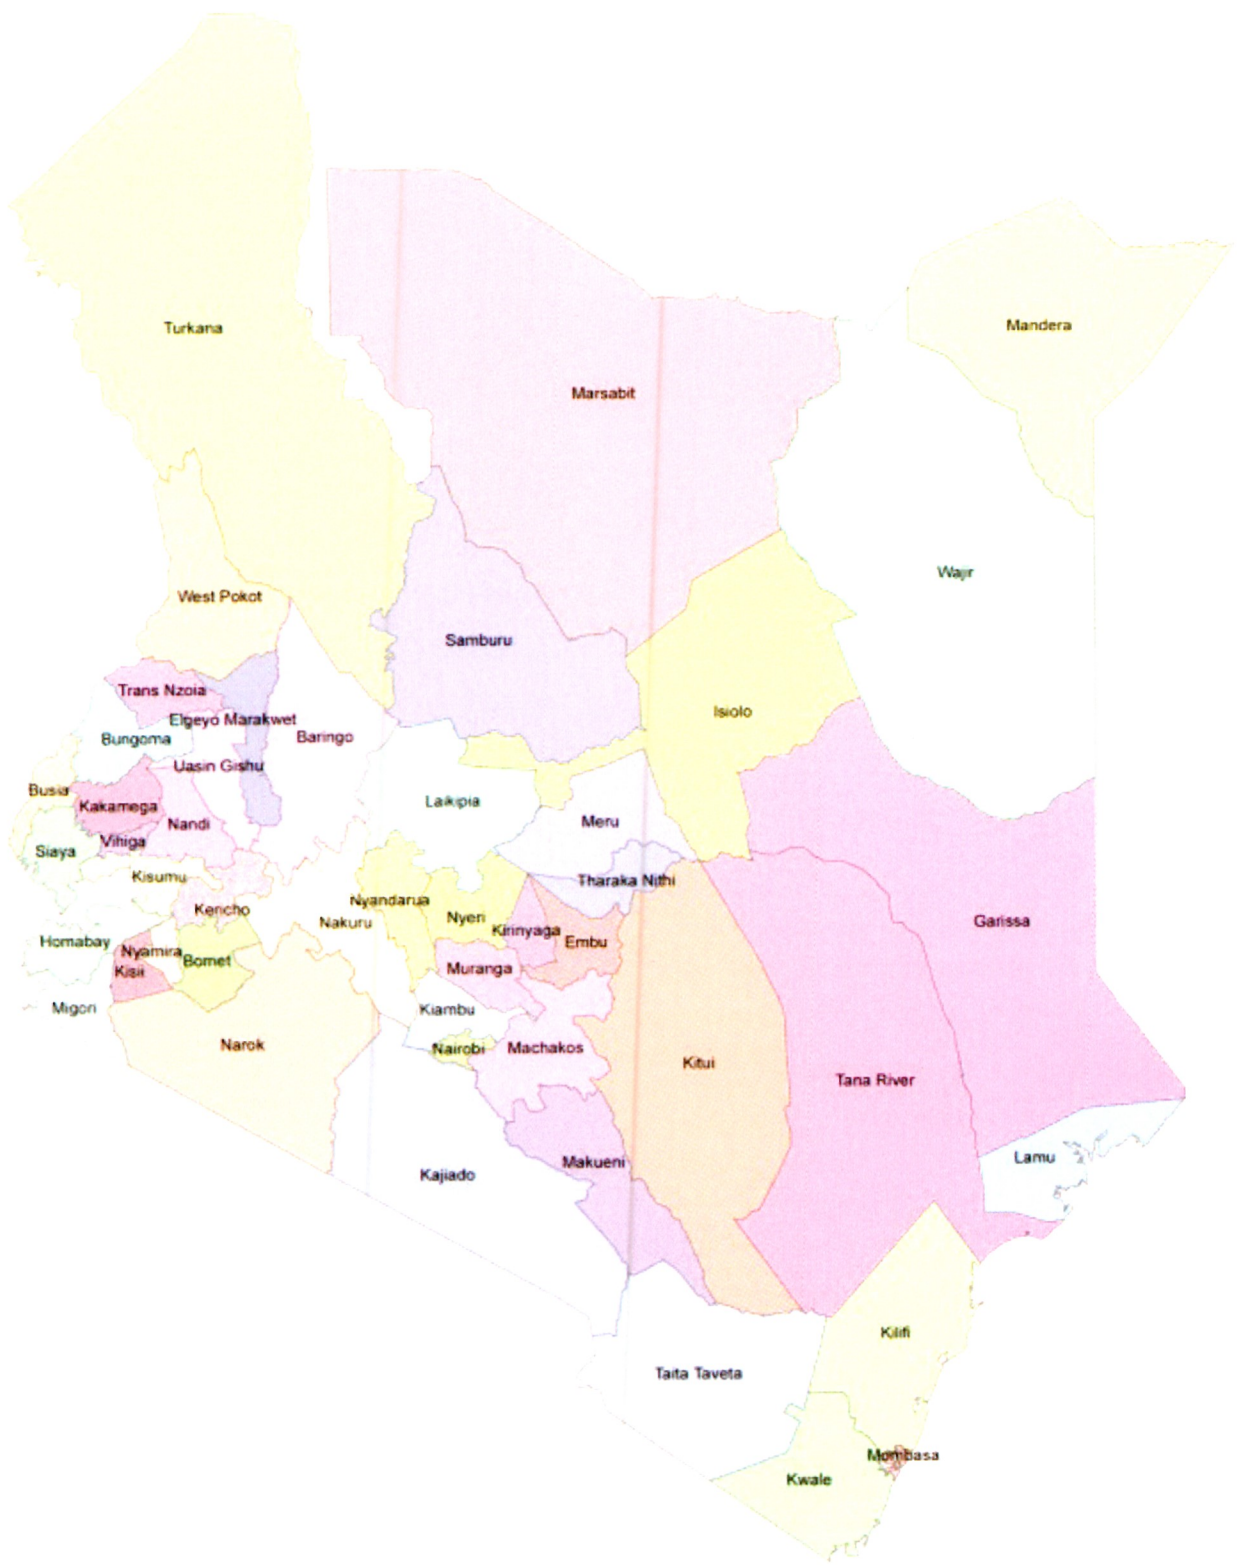 Turkana
Mandera
Marsabit
Wajir
West Pokot
Samburu
Trans Nzoia
Isiolo
Elgeyo Marakwet
Bungoma
Baringo
Uasin Gishu
Busia
Laikipia
Kakamega
Meru
Nandi
Vihiga
Siaya
Kisumu
Tharaka Nithi
Nyandarua
Kericho
Nyeri
Nakuru
Garissa
Kirinyaga
Homabay
Embu
Nyamira
Bomet
Muranga
Kisii
Migori
Kiambu
Narok
Nairobi
Machakos
Kitui
Tana River
Lamu
Makueni
Kajiado
Kilifi
Taita Taveta
Mombasa
Kwale